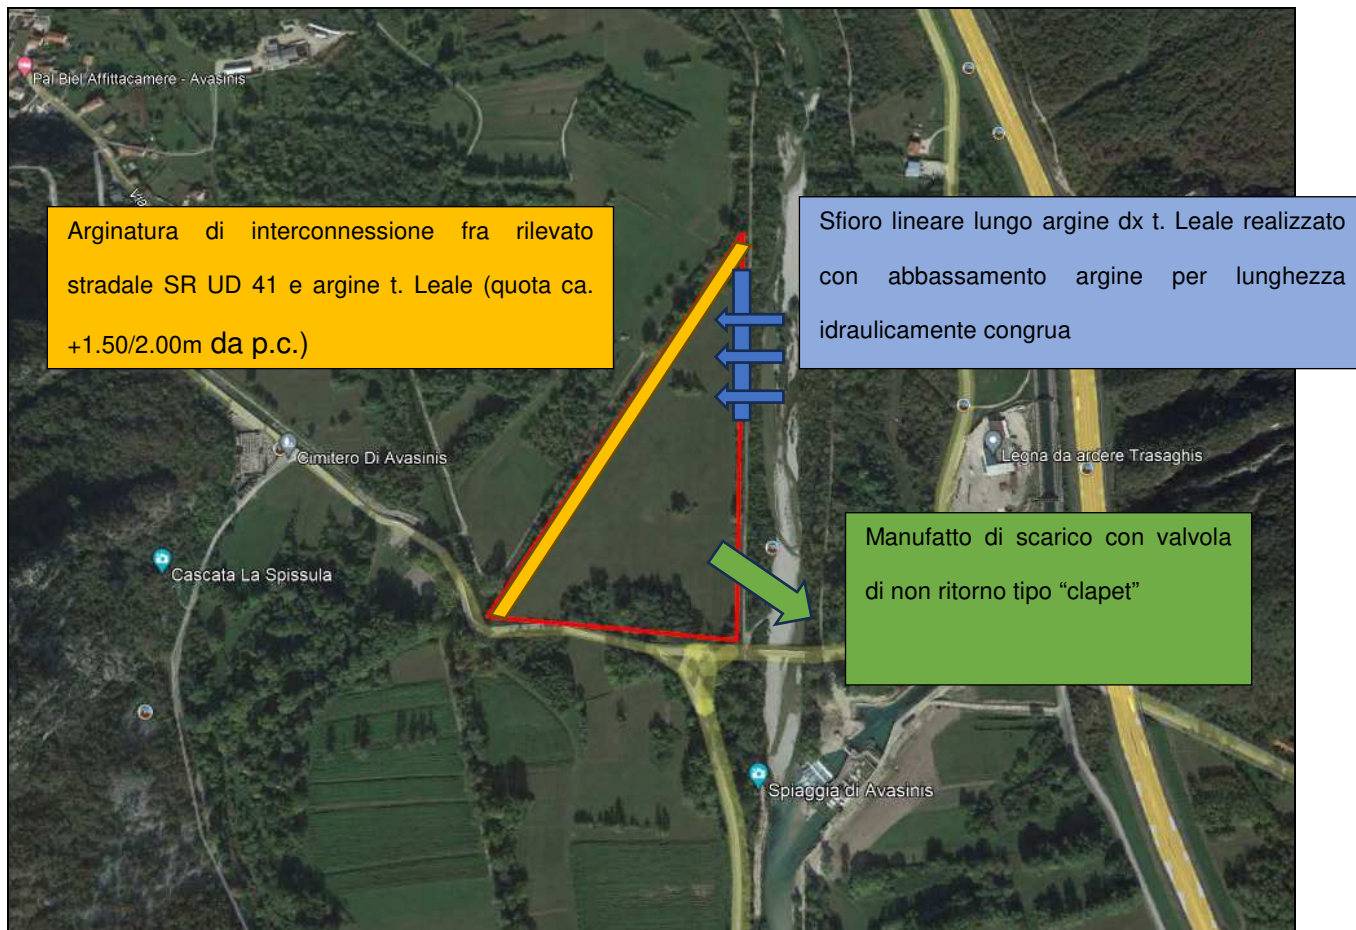 Pal Biel Affittacamere - Avasinis
Via
Arginatura di interconnessione fra rilevato
stradale SR UD 41 e argine t. Leale (quota ca.
+1.50/2.00m da p.c.)
Sfioro lineare lungo argine dx t. Leale realizzato
con abbassamento argine per lunghezza
idraulicamente congrua
Cimitero Di Avasinis
Legna da ardere Trasaghis
Cascata La Spissula
Manufatto di scarico con valvola
di non ritorno tipo “clapet”
Spiaggia di Avasinis